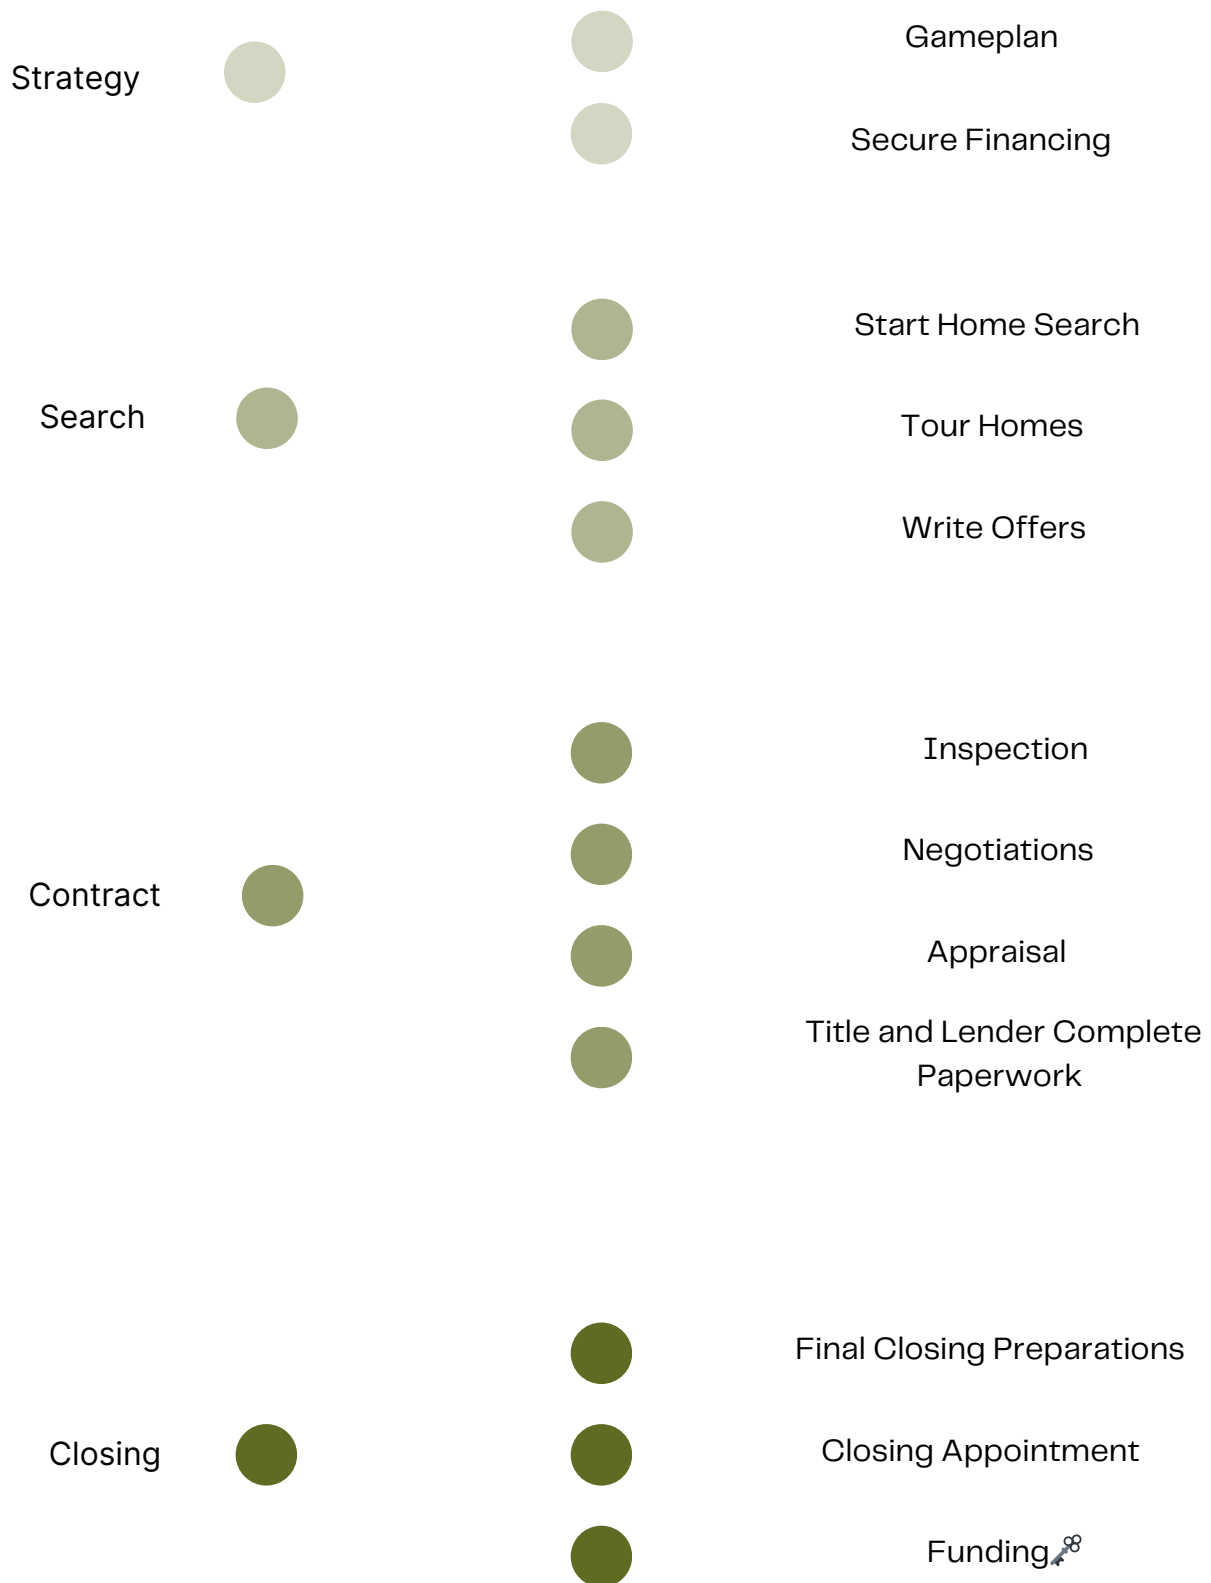 Strategy
Gameplan
Secure Financing
Search
Start Home Search
Tour Homes
Write Offers
Contract
Inspection
Negotiations
Appraisal
Title and Lender Complete
Paperwork
Closing
Final Closing Preparations
Closing Appointment
Funding🗝